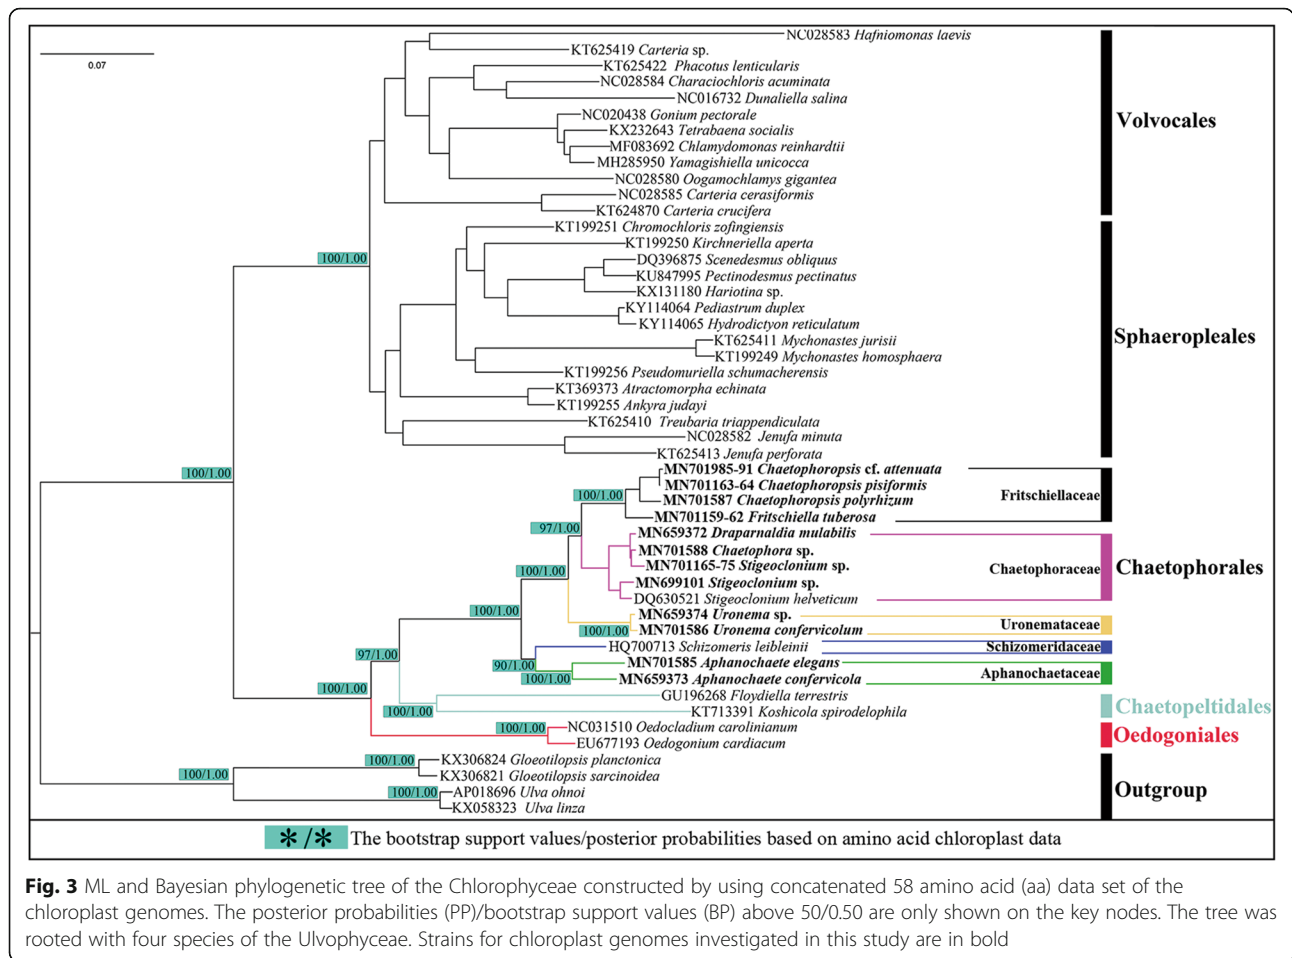 0.07
NC028583 Hafniomonas laevis
KT625419 Carteria sp.
KT625422 Phacotus lenticularis
NC028584 Characiochloris acuminata
NC016732 Dunaliella salina
NC020438 Gonium pectorale
KX232643 Tetrabaena socialis
MF083692 Chlamydomonas reinhardtii
MH285950 Yamagishiella unicocca
NC028580 Oogamochlamys gigantea
NC028585 Carteria cerasiformis
KT624870 Carteria crucifera
Volvocales
KT199251 Chromochloris zofingiensis
KT199250 Kirchneriella aperta
DQ396875 Scenedesmus obliquus
KU847995 Pectinodesmus pectinatus
KX131180 Hariotina sp.
KY114064 Pediastrum duplex
KY114065 Hydrodictyon reticulatum
KT625411 Mychonastes jurisii
KT199249 Mychonastes homosphaera
KT199256 Pseudomuriella schumacherensis
KT369373 Atractomorpha echinata
KT199255 Ankyra judayi
KT625410 Treubaria triappendiculata
NC028582 Jenufa minuta
KT625413 Jenufa perforata
Sphaeropleales
100/1.00
100/1.00
MN701985-91 Chaetophoropsis cf. attenuata
MN701163-64 Chaetophoropsis pisiformis
MN701587 Chaetophoropsis polyrhizum
MN701159-62 Fritschiella tuberosa
Fritschiellaceae
100/1.00
97/1.00
MN659372 Draparnaldia mulabilis
MN701588 Chaetophora sp.
MN701165-75 Stigeoclonium sp.
MN699101 Stigeoclonium sp.
DQ630521 Stigeoclonium helveticum
Chaetophoraceae
Chaetophorales
100/1.00
100/1.00
MN659374 Uronema sp.
MN701586 Uronema confervicolum
Uronemataceae
100/1.00
HQ700713 Schizomeris leibleinii
Schizomeridaceae
97/1.00
90/1.00
MN701585 Aphanochaete elegans
MN659373 Aphanochaete confervicola
Aphanochaetaceae
100/1.00
100/1.00
GU196268 Floydiella terrestris
KT713391 Koshicola spirodelophila
Chaetopeltidales
100/1.00
NC031510 Oedocladium carolinianum
EU677193 Oedogonium cardiacum
Oedogoniales
100/1.00
KX306824 Gloeotilopsis planctonica
KX306821 Gloeotilopsis sarcinoidea
AP018696 Ulva ohnoi
KX058323 Ulva linza
Outgroup
100/1.00
100/1.00
100/1.00
*/* The bootstrap support values/posterior probabilities based on amino acid chloroplast data
Fig. 3 ML and Bayesian phylogenetic tree of the Chlorophyceae constructed by using concatenated 58 amino acid (aa) data set of the
chloroplast genomes. The posterior probabilities (PP)/bootstrap support values (BP) above 50/0.50 are only shown on the key nodes. The tree was
rooted with four species of the Ulvophyceae. Strains for chloroplast genomes investigated in this study are in bold